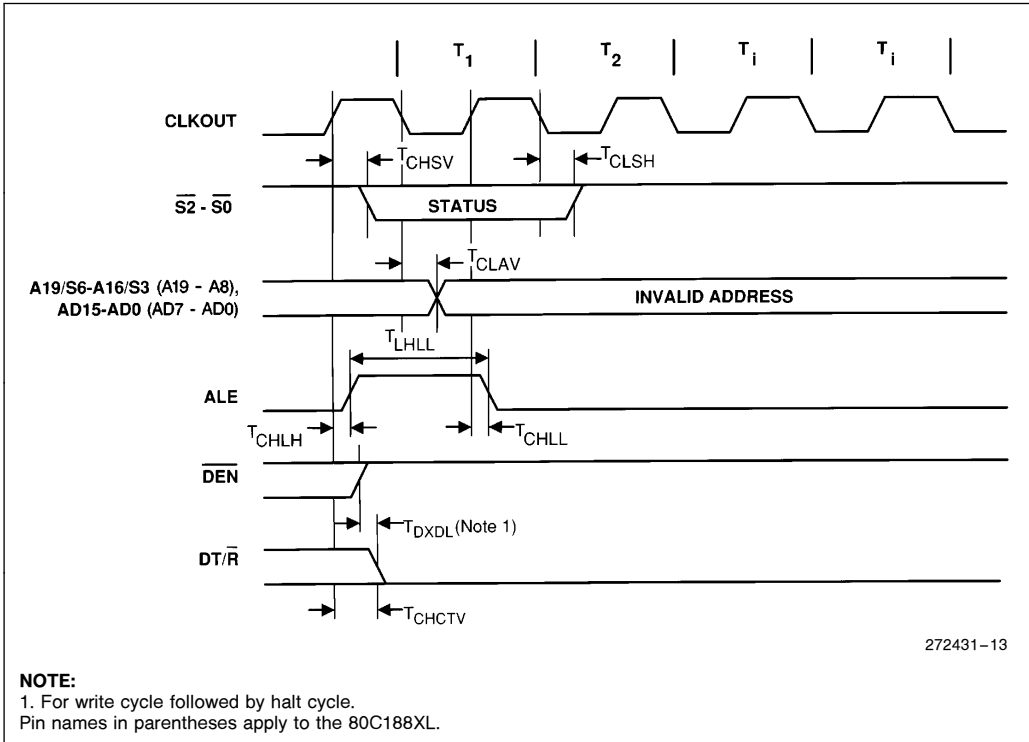 T1 T2 Ti Ti
CLKOUT
TCHSV TCLSH
S2 - S0 STATUS
TCLAV
A19/S6-A16/S3 (A19 - A8),
AD15-AD0 (AD7 - AD0)
INVALID ADDRESS
TLHLL
ALE
TCHLH TCHLL
DEN
TDXDL (Note 1)
DT/R
TCHCTV
272431-13
NOTE:
1. For write cycle followed by halt cycle.
Pin names in parentheses apply to the 80C188XL.